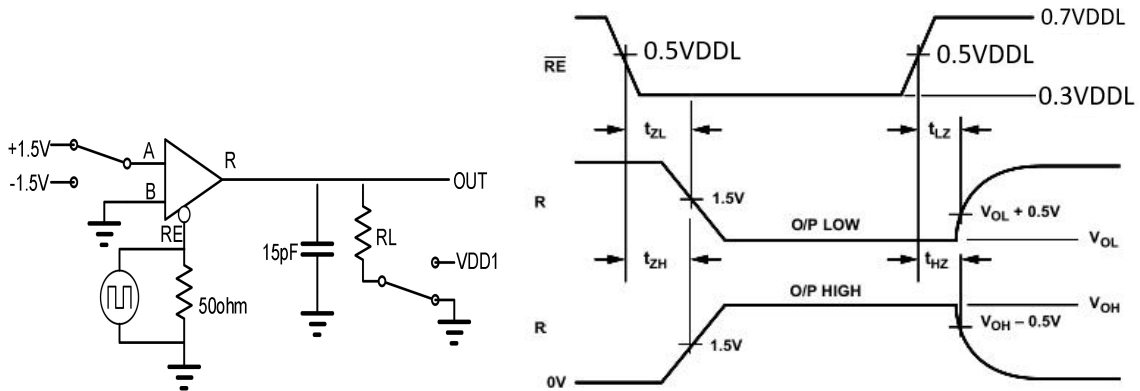 +1.5V
-1.5V
A
B
R
RE
OUT
15pF
RL
VDD1
50ohm
0.7VDDL
RE
0.5VDDL
0.5VDDL
0.3VDDL
tZL
tLZ
R
1.5V
O/P LOW
VOL + 0.5V
VOL
tZH
tHZ
O/P HIGH
VOH
R
1.5V
VOH – 0.5V
0V